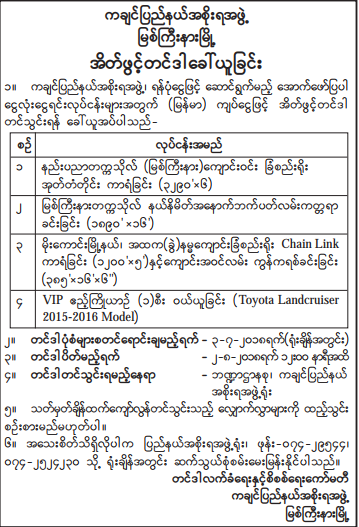 ကချင်ပြည်နယ်အစိုးရအဖွဲ့
မြစ်ကြီးနားမြို့
အိတ်ဖွင့်တင်ဒါခေါ်ယူခြင်း
၁။ ကချင်ပြည်နယ်အစိုးရအဖွဲ့၊ ရန်ပုံငွေဖြင့် ဆောင်ရွက်မည့် အောက်ဖော်ပြပါ
ငွေလုံးငွေရင်းလုပ်ငန်းများအတွက် (မြန်မာ) ကျပ်ငွေဖြင့် အိတ်ဖွင့်တင်ဒါ
တင်သွင်းရန် ခေါ်ယူအပ်ပါသည်–
စဉ် လုပ်ငန်းအမည်
၁ နည်းပညာတက္ကသိုလ် (မြစ်ကြီးနား)ကျောင်းဝင်း ခြံစည်းရိုး
အုတ်တံတိုင်း ကာရံခြင်း (၃၂၉၀'×၆')
၂ မြစ်ကြီးနားတက္ကသိုလ် နယ်နိမိတ်အနောက်ဘက်ပတ်လမ်းကတ္တရာ
ခင်းခြင်း (၁၈၉၀' ×၁၆')
၃ မိုးကောင်းမြို့နယ်၊ အထက(ခွဲ)နမ္မကျောင်းခြံစည်းရိုး Chain Link
ကာရံခြင်း (၁၂၀၀'×၅')နှင့်ကျောင်းအဝင်လမ်း ကွန်ကရစ်ခင်းခြင်း
(၃၈၅'×၁၆'×၆")
၄ VIP ဧည့်ကြိုယာဉ် (၁)စီး ဝယ်ယူခြင်း (Toyota Landcruiser
2015-2016 Model)
၂။ တင်ဒါပုံစံများစတင်ရောင်းချမည့်ရက် – ၃-၇-၂၀၁၈ရက်(ရုံးချိန်အတွင်း)
၃။ တင်ဒါပိတ်မည့်ရက် – ၂-၈-၂၀၁၈ရက် ၁၂:၀၀ နာရီအထိ
၄။ တင်ဒါတင်သွင်းရမည့်နေရာ – ဘဏ္ဍာဌာနစု၊ ကချင်ပြည်နယ်
အစိုးရအဖွဲ့ရုံး
၅။ သတ်မှတ်ချိန်ထက်ကျော်လွန်တင်သွင်းသည့် လျှောက်လွှာများကို ထည့်သွင်း
စဉ်းစားမည်မဟုတ်ပါ။
၆။ အသေးစိတ်သိရှိလိုပါက ပြည်နယ်အစိုးရအဖွဲ့ရုံး၊ ဖုန်း-၀၇၄-၂၉၅၄၄၊
၀၇၄-၂၅၂၄၂၃၀ သို့ ရုံးချိန်အတွင်း ဆက်သွယ်စုံစမ်းမေးမြန်းနိုင်ပါသည်။
တင်ဒါလက်ခံရေးနှင့်စိစစ်ရေးကော်မတီ
ကချင်ပြည်နယ်အစိုးရအဖွဲ့
မြစ်ကြီးနားမြို့